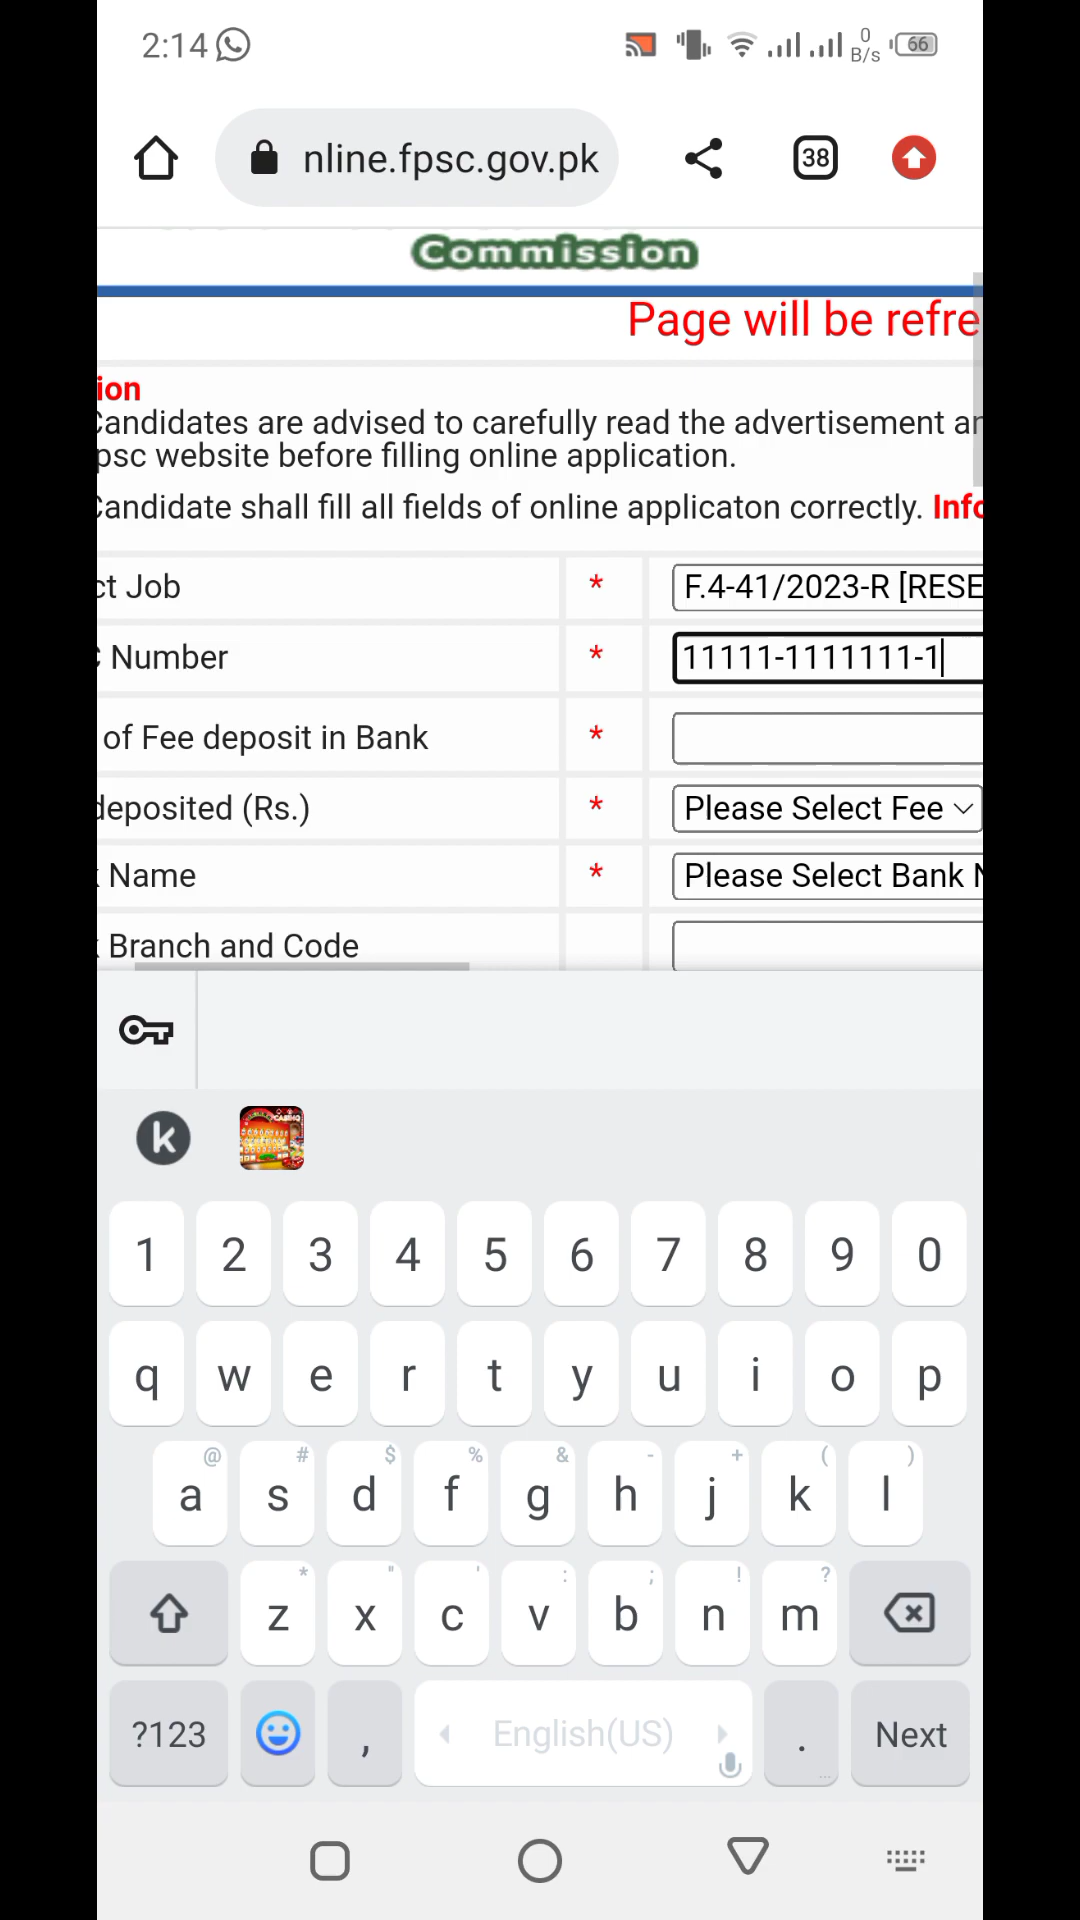 2:14
0
B/s
66
nline.fpsc.gov.pk
38
Commission
Page will be refre
ion
Candidates are advised to carefully read the advertisement an
psc website before filling online application.
Candidate shall fill all fields of online applicaton correctly. Info
ct Job * F.4-41/2023-R [RESE
C Number * 11111-1111111-1
of Fee deposit in Bank *
deposited (Rs.) * Please Select Fee
k Name * Please Select Bank N
k Branch and Code
k CASINO
1 2 3 4 5 6 7 8 9 0
q w e r t y u i o p
@ # $ % & - + ( )
a s d f g h j k l
* " ' : ; ! ?
z x c v b n m
?123 , English(US) . ... Next